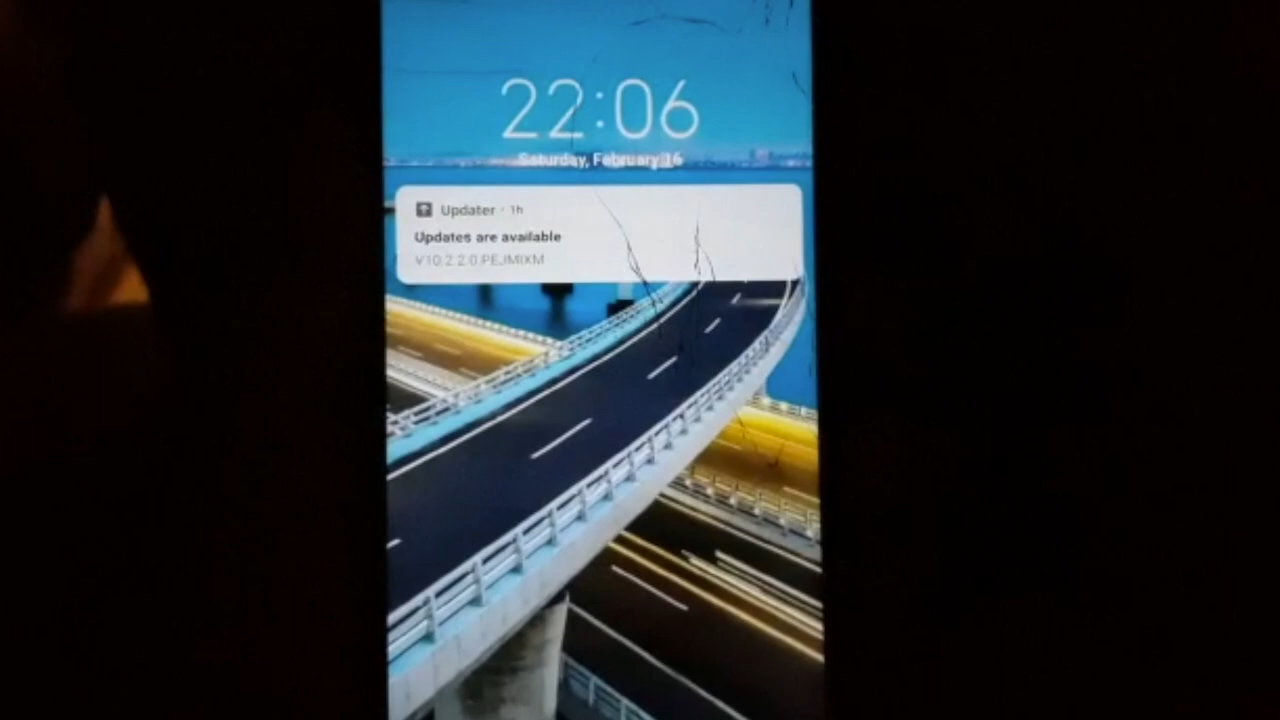 22:06
Saturday, February 16
Updater · 1h
Updates are available
V10.2.2.0.PEJMIXM